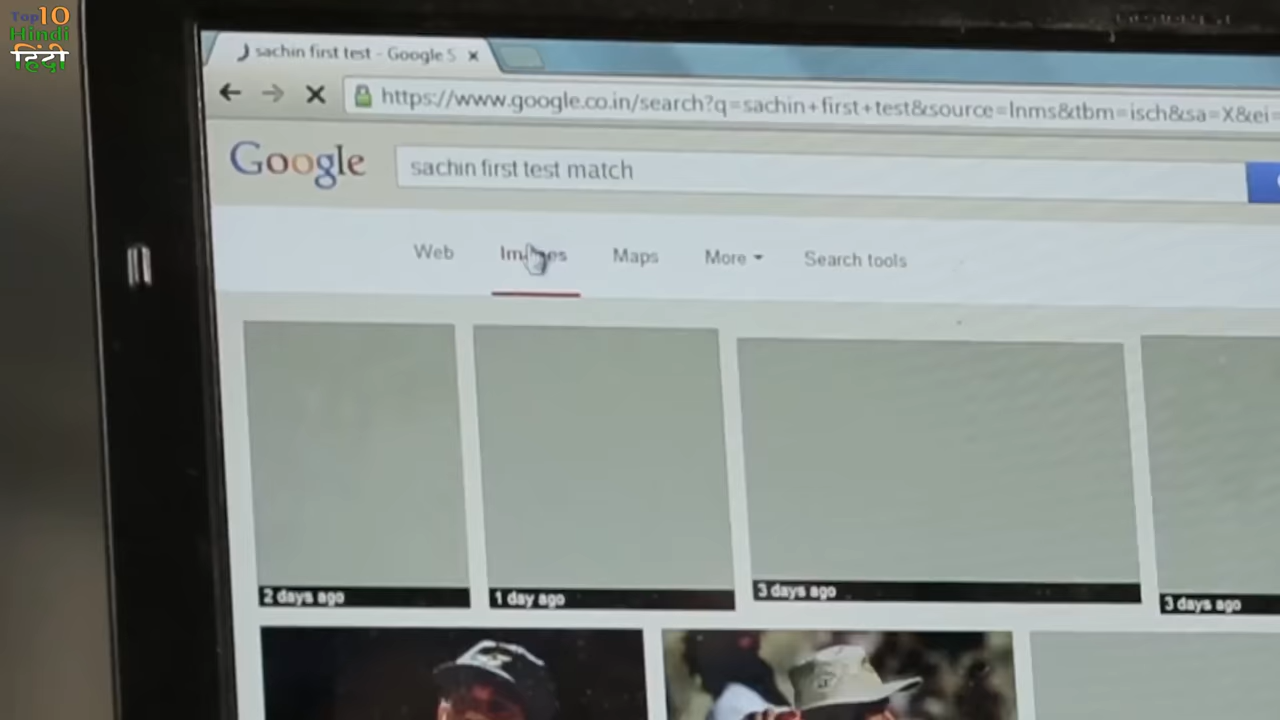 Top10
Hindi
हिंदी
sachin first test - Google S
https://www.google.co.in/search?q=sachin+first+test&source=lnms&tbm=isch&sa=X&ei=
Google
sachin first test match
Web Images Maps More Search tools
2 days ago
1 day ago
3 days ago
3 days ago